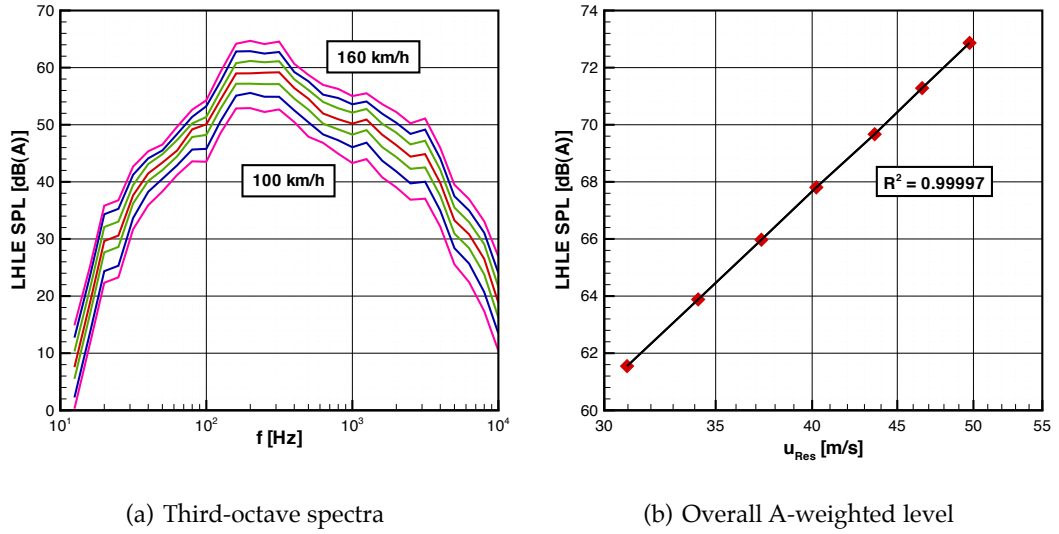 LHLE SPL [dB(A)]
70
60
50
40
30
20
10
0
160 km/h
100 km/h
10¹ 10² 10³ 10⁴
f [Hz]
(a) Third-octave spectra
LHLE SPL [dB(A)]
74
72
70
68
66
64
62
60
R² = 0.99997
30 35 40 45 50 55
u_Res [m/s]
(b) Overall A-weighted level